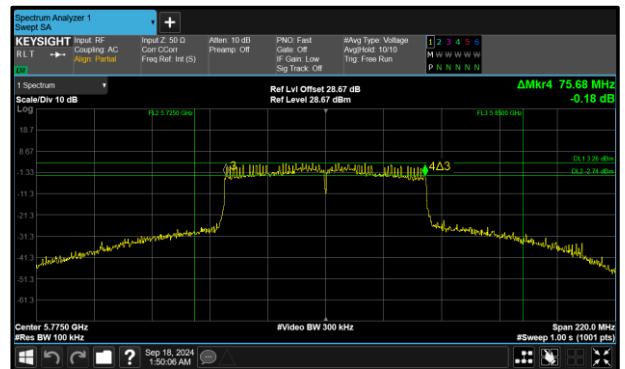 Spectrum Analyzer 1
Swept SA
+
KEYSIGHT
R L T
LXI
Input: RF
Coupling: AC
Align: Partial
Input Z: 50 Ω
Corr CCorr
Freq Ref: Int (S)
Atten: 10 dB
Preamp: Off
PNO: Fast
Gate: Off
IF Gain: Low
Sig Track: Off
#Avg Type: Voltage
Avg|Hold: 10/10
Trig: Free Run
1 2 3 4 5 6
M W W W W W
P N N N N N
1 Spectrum
Scale/Div 10 dB
Log
Ref Lvl Offset 28.67 dB
Ref Level 28.67 dBm
ΔMkr4 75.68 MHz
-0.18 dB
FL2 5.7250 GHz
FL3 5.8500 GHz
18.7
8.67
DL1 3.26 dBm
3
4Δ3
-1.33
DL2 -2.74 dBm
-11.3
-21.3
-31.3
-41.3
-51.3
-61.3
Center 5.7750 GHz
#Res BW 100 kHz
#Video BW 300 kHz
Span 220.0 MHz
#Sweep 1.00 s (1001 pts)
?
Sep 18, 2024
1:50:06 AM